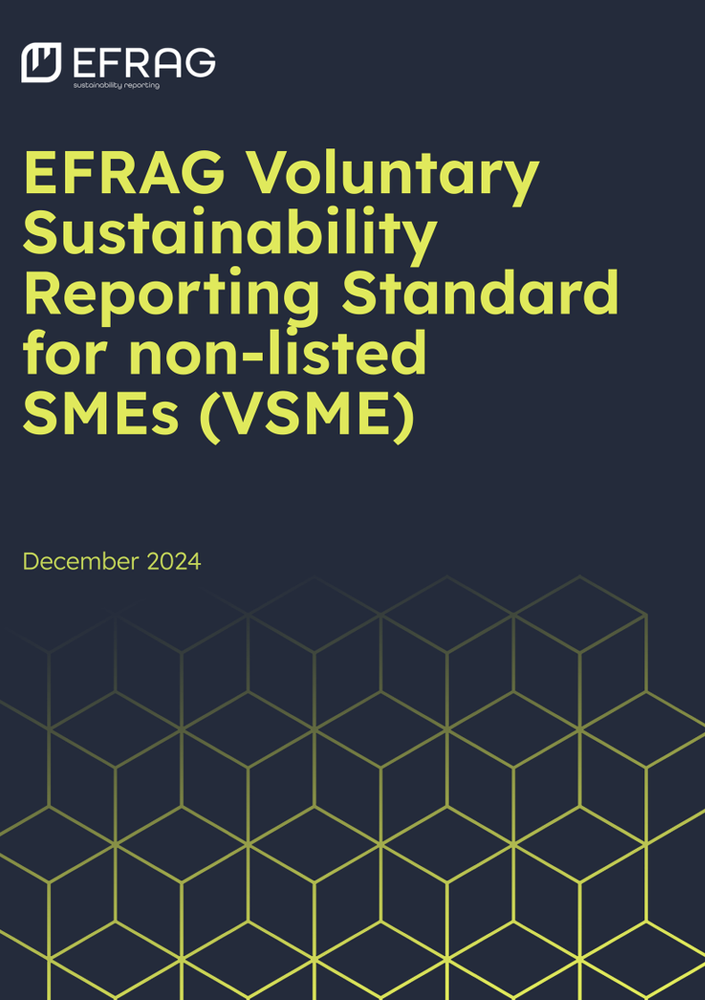 EFRAG
sustainability reporting
EFRAG Voluntary
Sustainability
Reporting Standard
for non-listed
SMEs (VSME)
December 2024